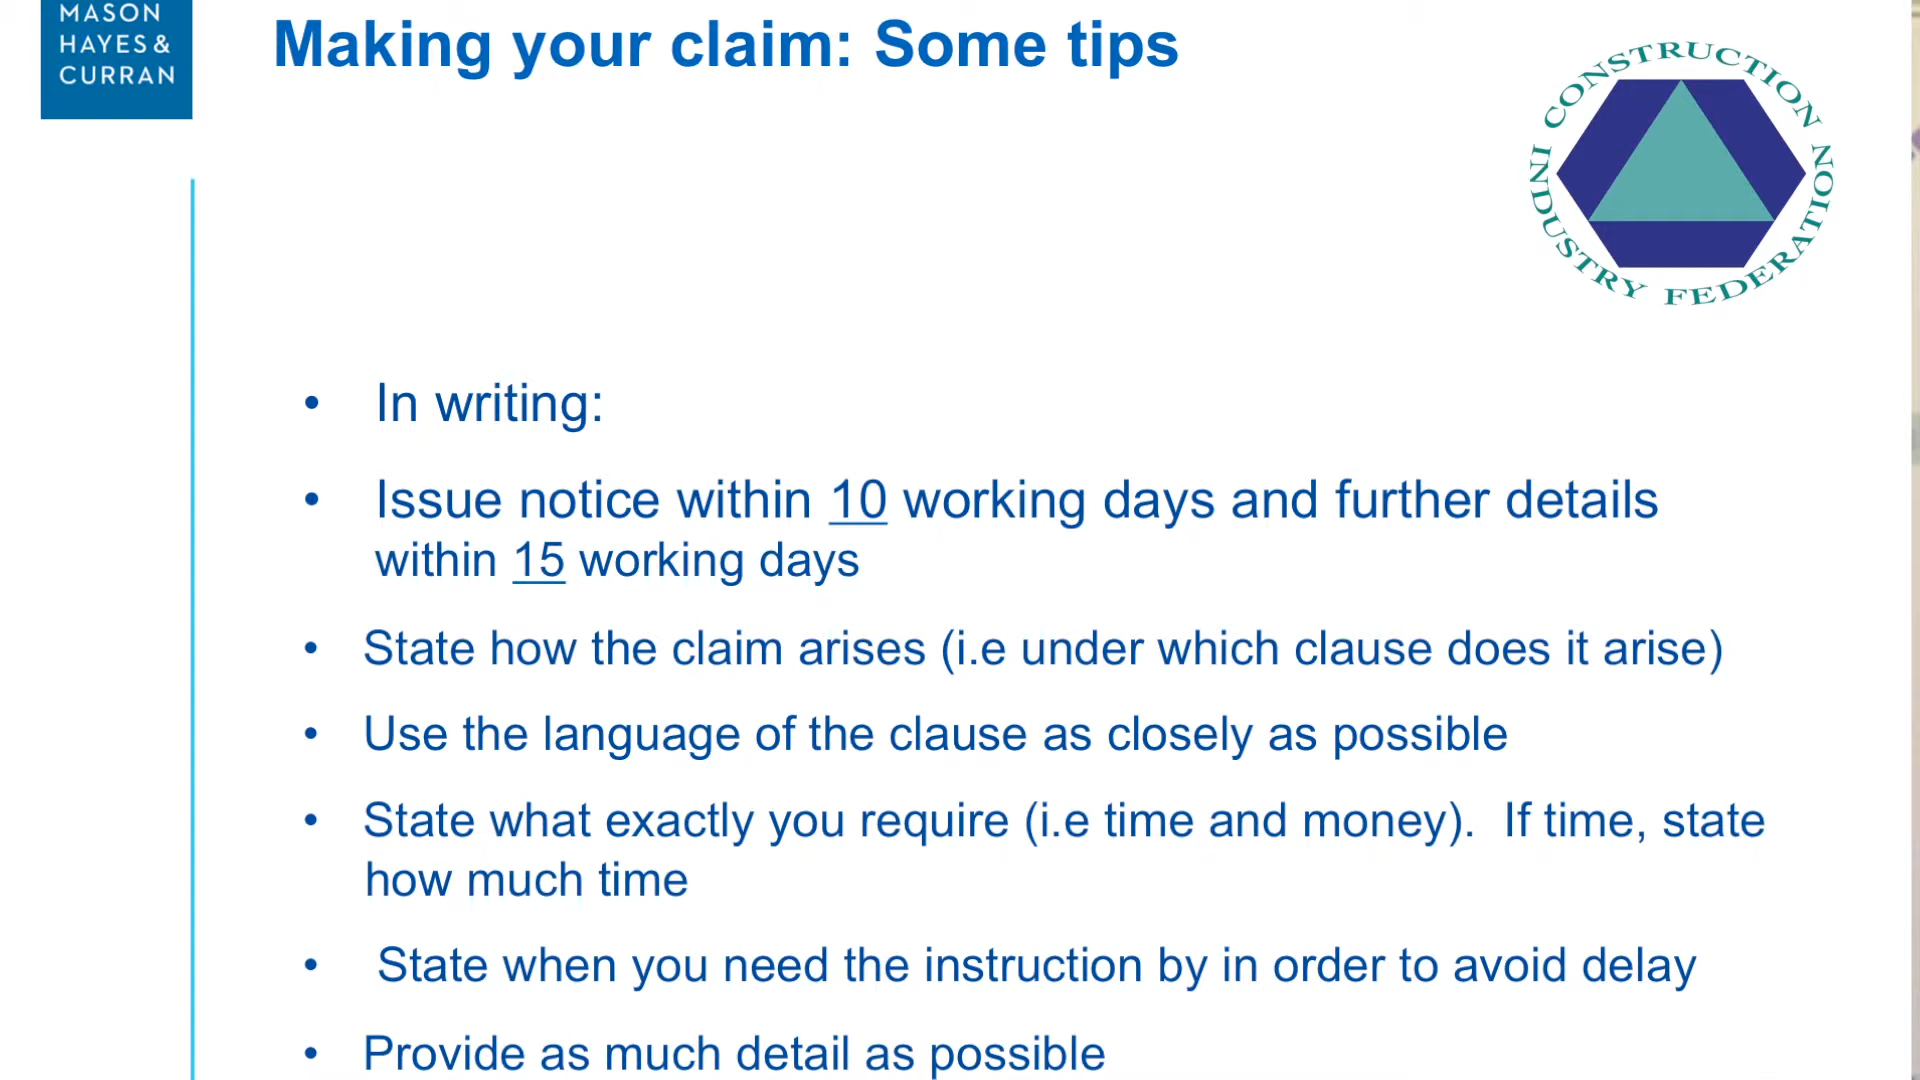 MASON
HAYES &
CURRAN
Making your claim: Some tips
CONSTRUCTION INDUSTRY FEDERATION
• In writing:
• Issue notice within 10 working days and further details
within 15 working days
• State how the claim arises (i.e under which clause does it arise)
• Use the language of the clause as closely as possible
• State what exactly you require (i.e time and money).  If time, state
how much time
• State when you need the instruction by in order to avoid delay
• Provide as much detail as possible